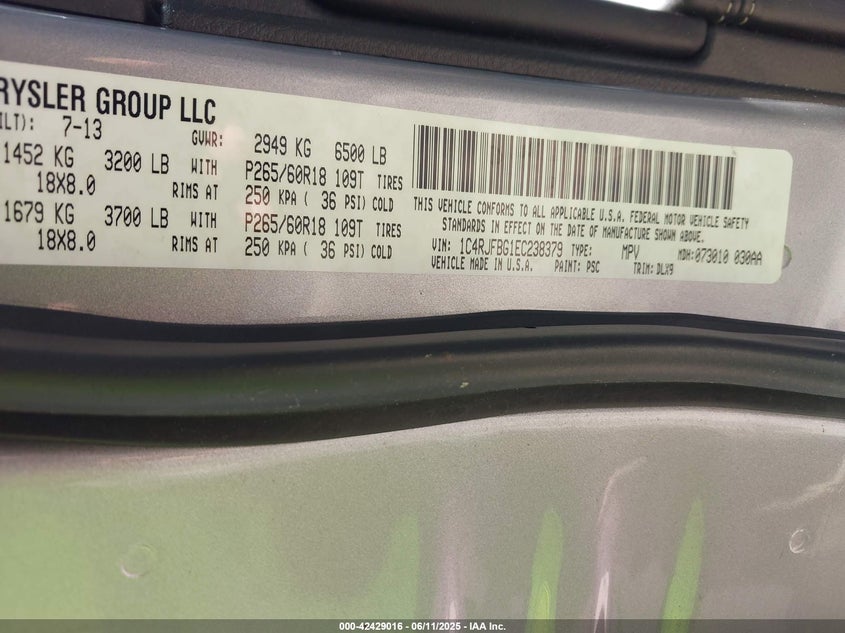 RYSLER GROUP LLC
ILT): 7-13 GVWR: 2949 KG 6500 LB
1452 KG 3200 LB WITH P265/60R18 109T TIRES
18X8.0 RIMS AT 250 KPA ( 36 PSI) COLD
1679 KG 3700 LB WITH P265/60R18 109T TIRES
18X8.0 RIMS AT 250 KPA ( 36 PSI) COLD
THIS VEHICLE CONFORMS TO ALL APPLICABLE U.S.A. FEDERAL MOTOR VEHICLE SAFETY
STANDARDS IN EFFECT ON THE DATE OF MANUFACTURE SHOWN ABOVE.
VIN: 1C4RJFBG1EC238379 TYPE: MPV MDH: 073010 030AA
VEHICLE MADE IN U.S.A. PAINT: PSC TRIM: DLX9
000-42429016 - 06/11/2025 - IAA Inc.